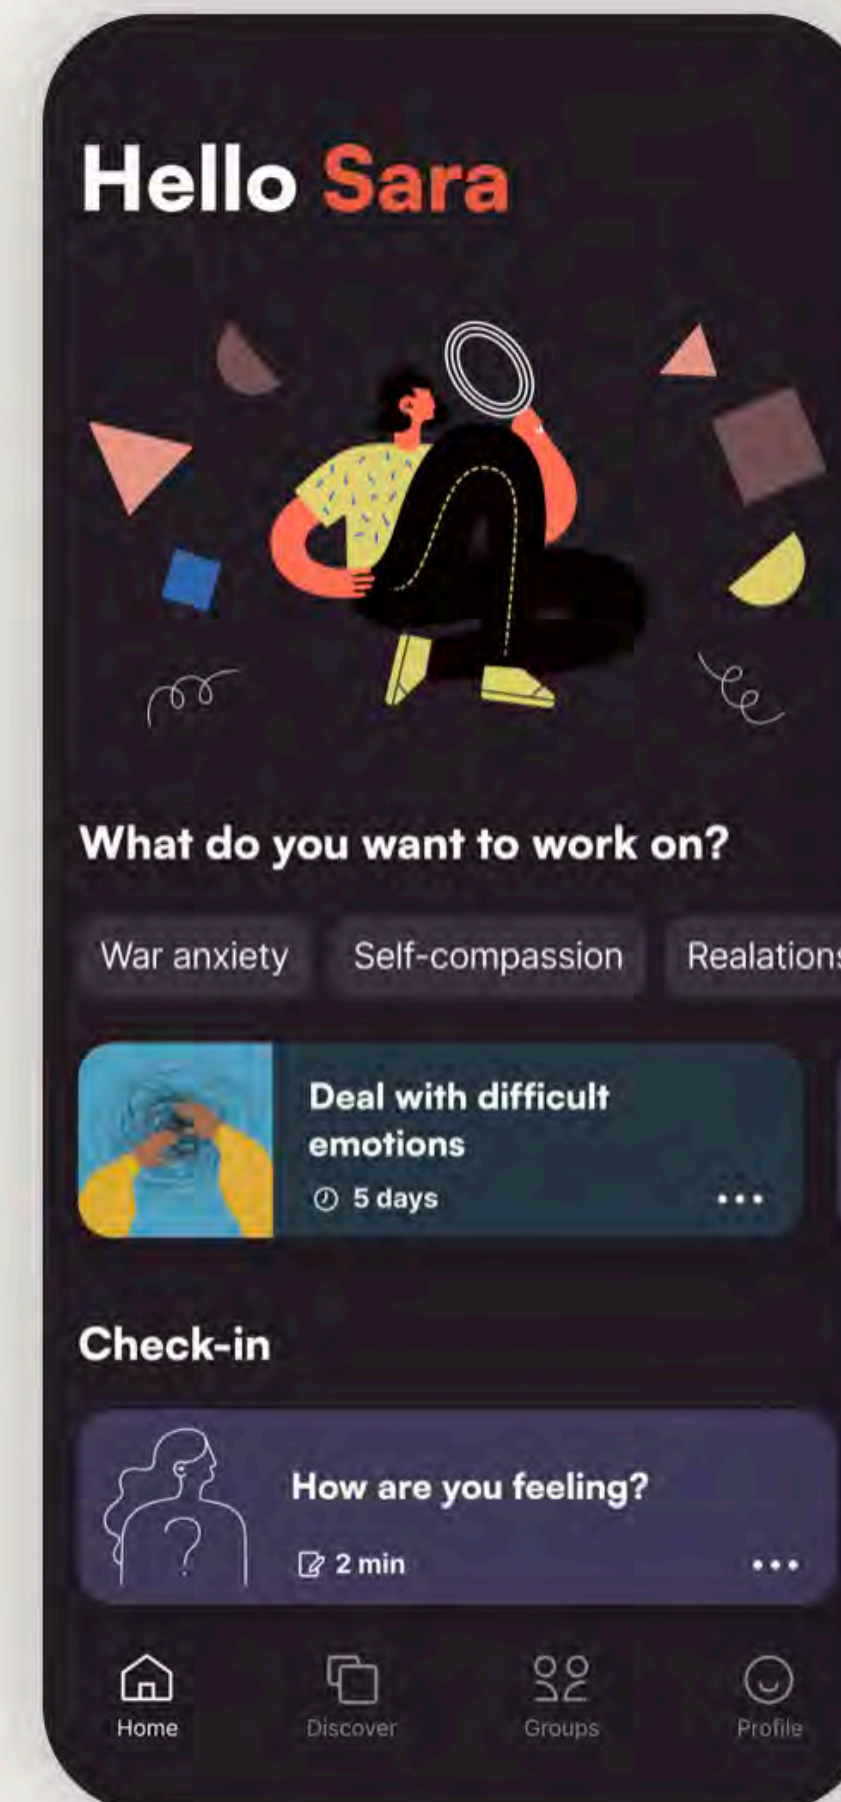 Hello Sara
What do you want to work on?
War anxiety Self-compassion Realations
Deal with difficult
emotions
5 days
Check-in
How are you feeling?
?
2 min
Home Discover Groups Profile